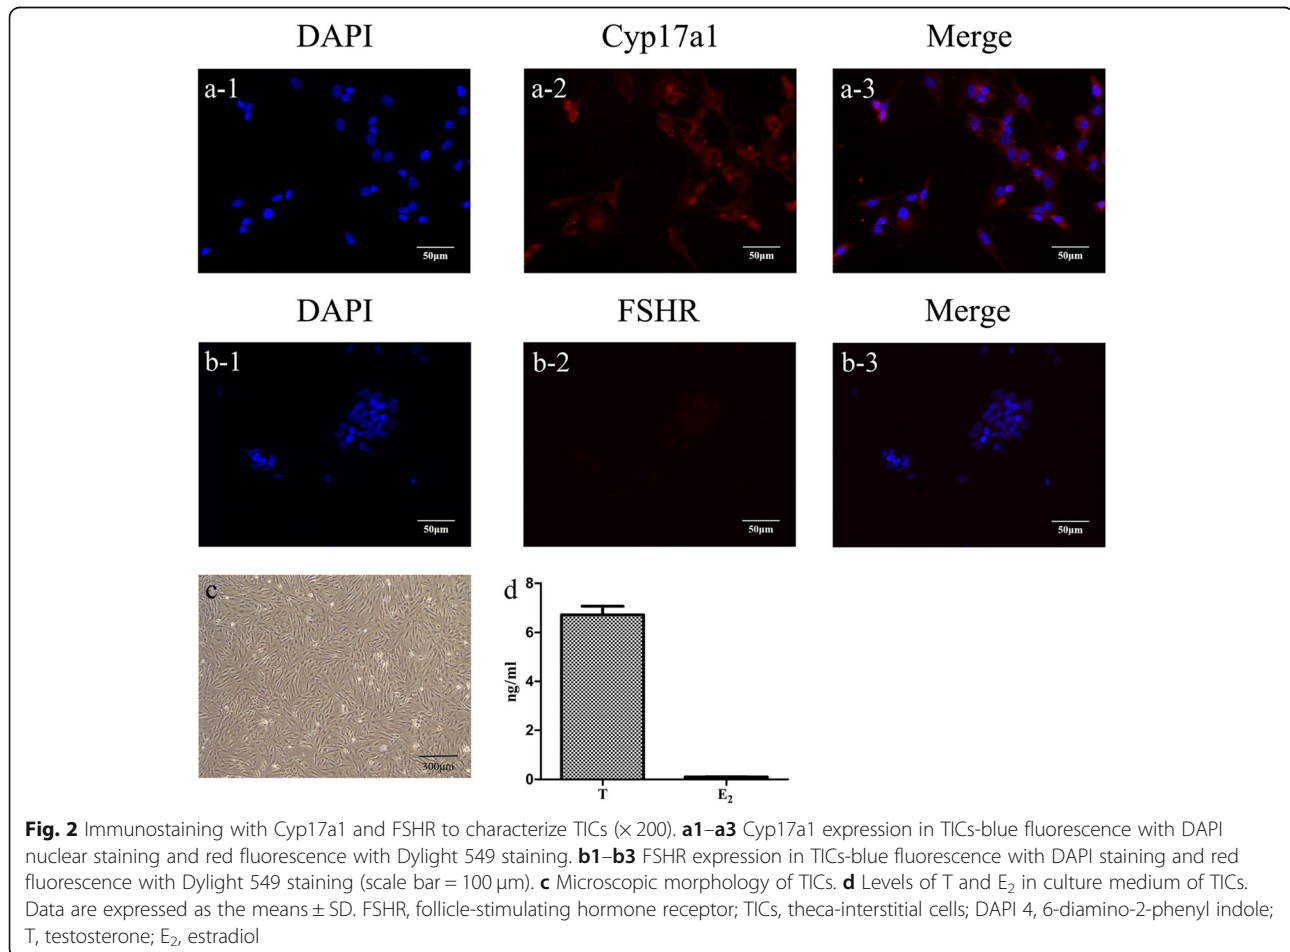 DAPI Cyp17a1 Merge
a-1 a-2 a-3
50µm 50µm 50µm
DAPI FSHR Merge
b-1 b-2 b-3
50µm 50µm 50µm
c
300µm
d
8
6
4
2
0
ng/ml
T E₂
Fig. 2 Immunostaining with Cyp17a1 and FSHR to characterize TICs (× 200). a1–a3 Cyp17a1 expression in TICs-blue fluorescence with DAPI
nuclear staining and red fluorescence with Dylight 549 staining. b1–b3 FSHR expression in TICs-blue fluorescence with DAPI staining and red
fluorescence with Dylight 549 staining (scale bar = 100 μm). c Microscopic morphology of TICs. d Levels of T and E₂ in culture medium of TICs.
Data are expressed as the means ± SD. FSHR, follicle-stimulating hormone receptor; TICs, theca-interstitial cells; DAPI 4, 6-diamino-2-phenyl indole;
T, testosterone; E₂, estradiol